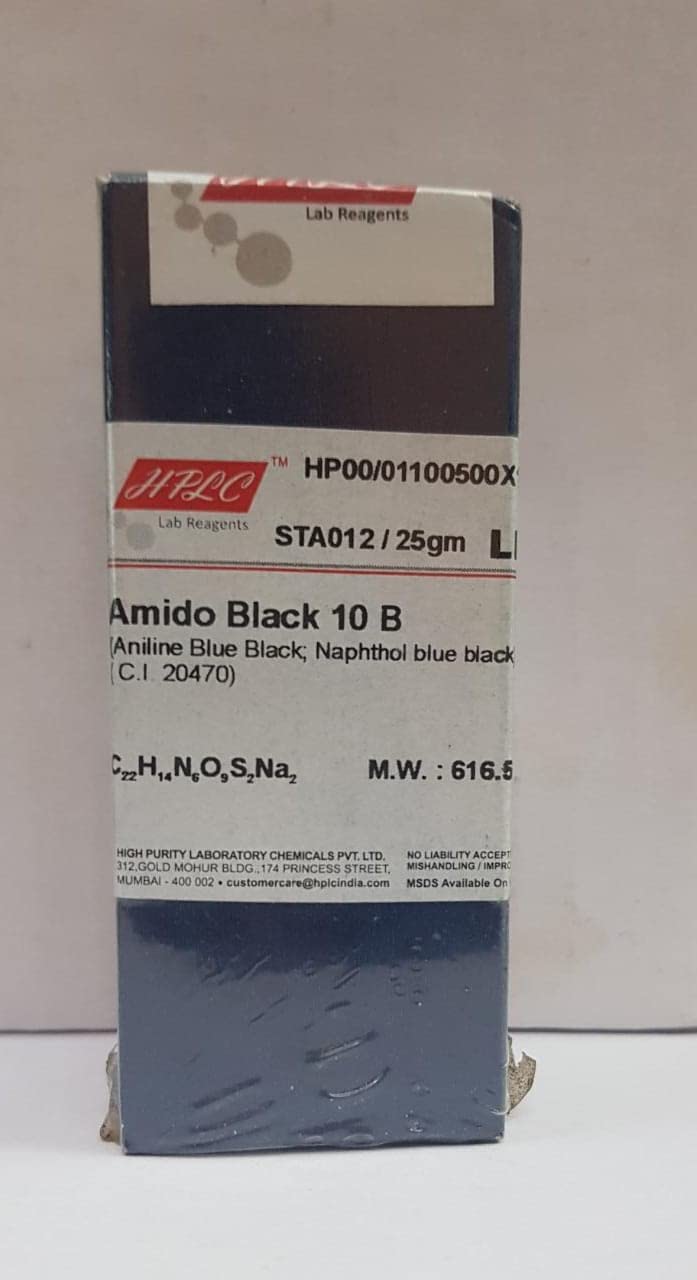 Lab Reagents
HPLC ™ HP00/01100500X
Lab Reagents
STA012 / 25gm
Amido Black 10 B
(Aniline Blue Black; Naphthol blue black
(C.I. 20470)
C₂₂H₁₄N₆O₉S₂Na₂ M.W. : 616.5
HIGH PURITY LABORATORY CHEMICALS PVT. LTD.
312,GOLD MOHUR BLDG.,174 PRINCESS STREET,
MUMBAI - 400 002 • customercare@hplcindia.com
NO LIABILITY ACCEPT
MISHANDLING / IMPRO
MSDS Available On